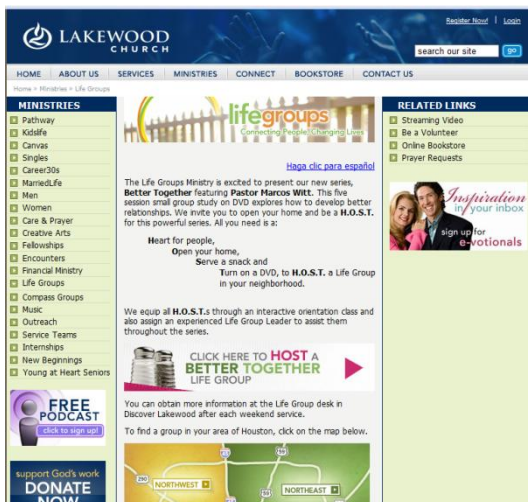 Register Now! | Login
LAKEWOOD
CHURCH
search our site
go
HOME ABOUT US SERVICES MINISTRIES CONNECT BOOKSTORE CONTACT US
Home > Ministries > Life Groups
MINISTRIES
Pathway
Kidslife
Canvas
Singles
Career30s
MarriedLife
Men
Women
Care & Prayer
Creative Arts
Fellowships
Encounters
Financial Ministry
Life Groups
Compass Groups
Music
Outreach
Service Teams
Internships
New Beginnings
Young at Heart Seniors
FREE
PODCAST
click to sign up!
support God's work
DONATE
NOW
lifegroups
Connecting People, Changing Lives
Haga clic para español
The Life Groups Ministry is excited to present our new series,
Better Together featuring Pastor Marcos Witt. This five
session small group study on DVD explores how to develop better
relationships. We invite you to open your home and be a H.O.S.T.
for this powerful series. All you need is a:
Heart for people,
Open your home,
Serve a snack and
Turn on a DVD, to H.O.S.T. a Life Group
in your neighborhood.
We equip all H.O.S.T.s through an interactive orientation class and
also assign an experienced Life Group Leader to assist them
throughout the series.
CLICK HERE TO HOST A
BETTER TOGETHER
LIFE GROUP
You can obtain more information at the Life Group desk in
Discover Lakewood after each weekend service.
To find a group in your area of Houston, click on the map below.
290
NORTHWEST
59
NORTHEAST
RELATED LINKS
Streaming Video
Be a Volunteer
Online Bookstore
Prayer Requests
Inspiration
in your inbox
sign up for
e-votionals